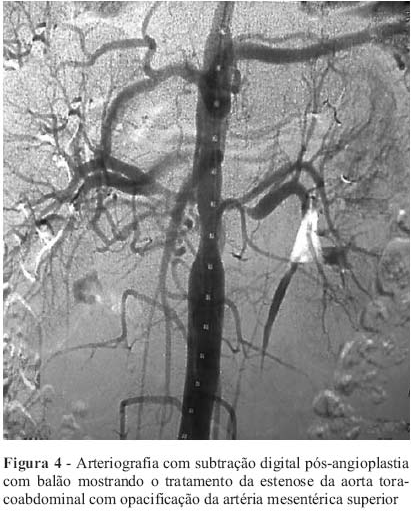 Figura 4 - Arteriografia com subtração digital pós-angioplastia
com balão mostrando o tratamento da estenose da aorta tora-
coabdominal com opacificação da artéria mesentérica superior